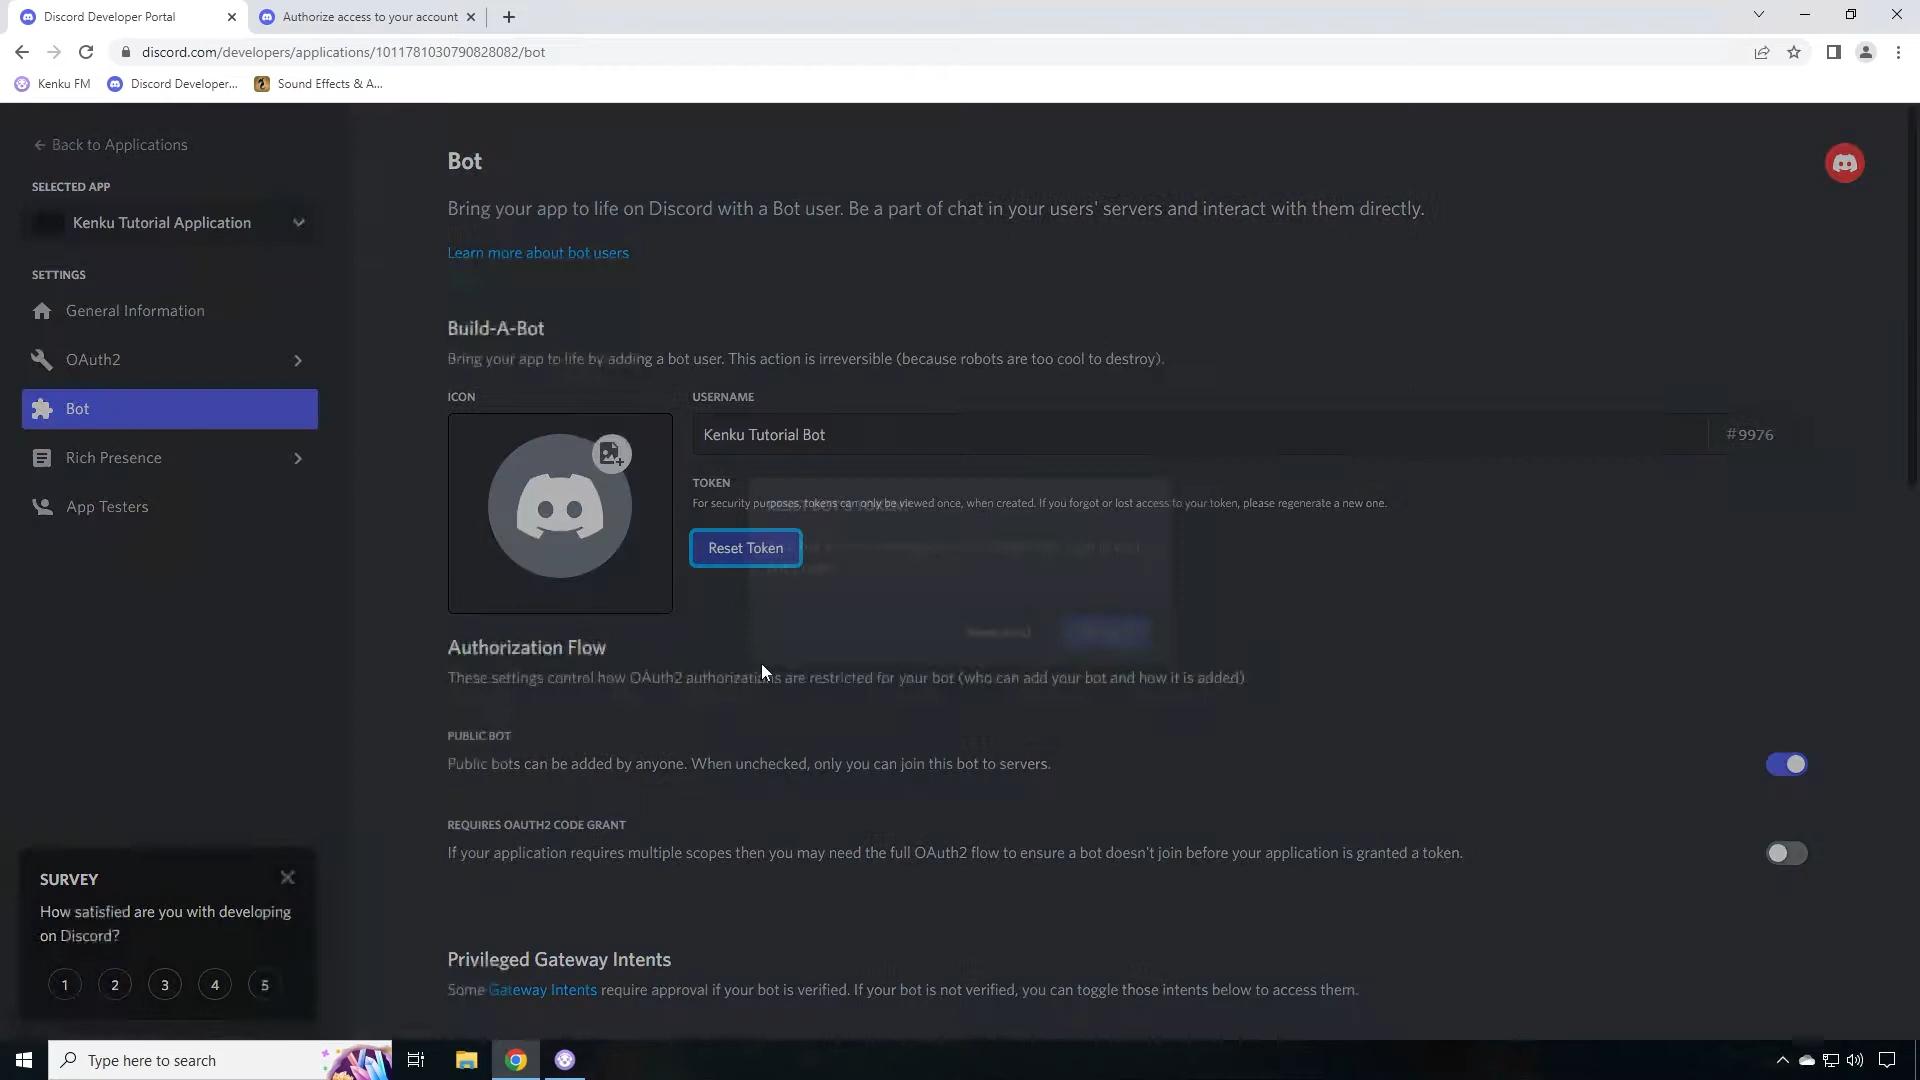 Discord Developer Portal
Authorize access to your account
discord.com/developers/applications/1011781030790828082/bot
Kenku FM
Discord Developer...
Sound Effects & A...
Back to Applications
SELECTED APP
Kenku Tutorial Application
SETTINGS
General Information
OAuth2
Bot
Rich Presence
App Testers
SURVEY
How satisfied are you with developing
on Discord?
1 2 3 4 5
Bot
Bring your app to life on Discord with a Bot user. Be a part of chat in your users' servers and interact with them directly.
Learn more about bot users
Build-A-Bot
Bring your app to life by adding a bot user. This action is irreversible (because robots are too cool to destroy).
ICON
USERNAME
Kenku Tutorial Bot
#9976
TOKEN
For security purposes, tokens can only be viewed once, when created. If you forgot or lost access to your token, please regenerate a new one.
Reset Token
Authorization Flow
These settings control how OAuth2 authorizations are restricted for your bot (who can add your bot and how it is added)
PUBLIC BOT
Public bots can be added by anyone. When unchecked, only you can join this bot to servers.
REQUIRES OAUTH2 CODE GRANT
If your application requires multiple scopes then you may need the full OAuth2 flow to ensure a bot doesn't join before your application is granted a token.
Privileged Gateway Intents
Some Gateway Intents require approval if your bot is verified. If your bot is not verified, you can toggle those intents below to access them.
Type here to search